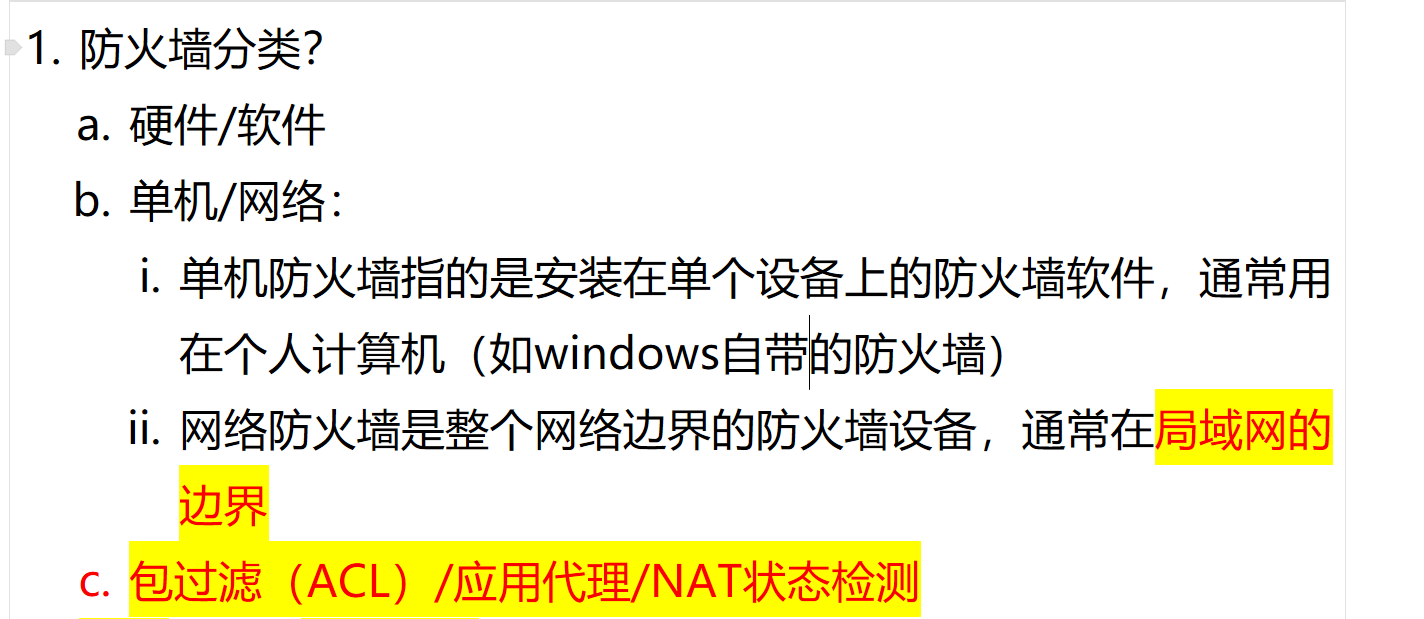 1. 防火墙分类？
a. 硬件/软件
b. 单机/网络：
i. 单机防火墙指的是安装在单个设备上的防火墙软件，通常用
在个人计算机（如windows自带的防火墙）
ii. 网络防火墙是整个网络边界的防火墙设备，通常在局域网的
边界
c. 包过滤（ACL）/应用代理/NAT状态检测